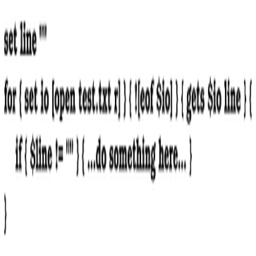 set line ""
for { set io [open test.txt r] } { ![eof $io] } { gets $io line } {
if { $line != "" } { ...do something here... }
}